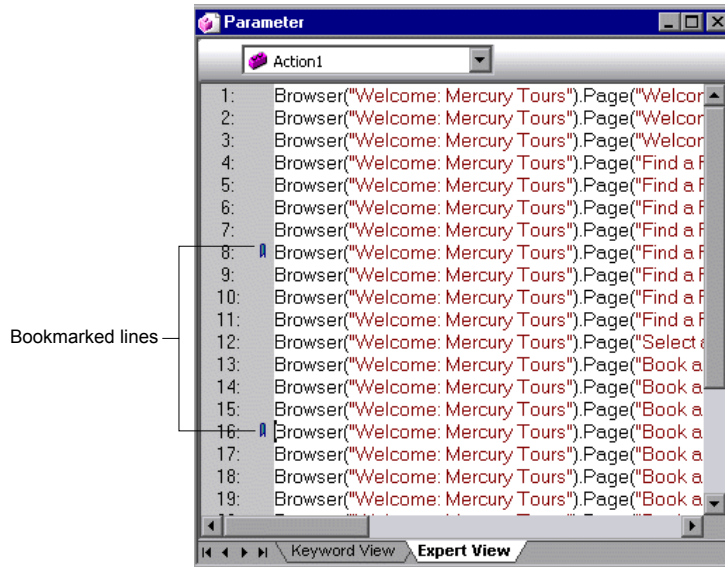 Parameter
Action1
1: Browser("Welcome: Mercury Tours").Page("Welcor
2: Browser("Welcome: Mercury Tours").Page("Welcor
3: Browser("Welcome: Mercury Tours").Page("Welcor
4: Browser("Welcome: Mercury Tours").Page("Find a F
5: Browser("Welcome: Mercury Tours").Page("Find a F
6: Browser("Welcome: Mercury Tours").Page("Find a F
7: Browser("Welcome: Mercury Tours").Page("Find a F
8: Browser("Welcome: Mercury Tours").Page("Find a F
9: Browser("Welcome: Mercury Tours").Page("Find a F
10: Browser("Welcome: Mercury Tours").Page("Find a F
11: Browser("Welcome: Mercury Tours").Page("Find a F
12: Browser("Welcome: Mercury Tours").Page("Select a
Bookmarked lines
13: Browser("Welcome: Mercury Tours").Page("Book a
14: Browser("Welcome: Mercury Tours").Page("Book a
15: Browser("Welcome: Mercury Tours").Page("Book a
16: Browser("Welcome: Mercury Tours").Page("Book a
17: Browser("Welcome: Mercury Tours").Page("Book a
18: Browser("Welcome: Mercury Tours").Page("Book a
19: Browser("Welcome: Mercury Tours").Page("Book a
Keyword View Expert View